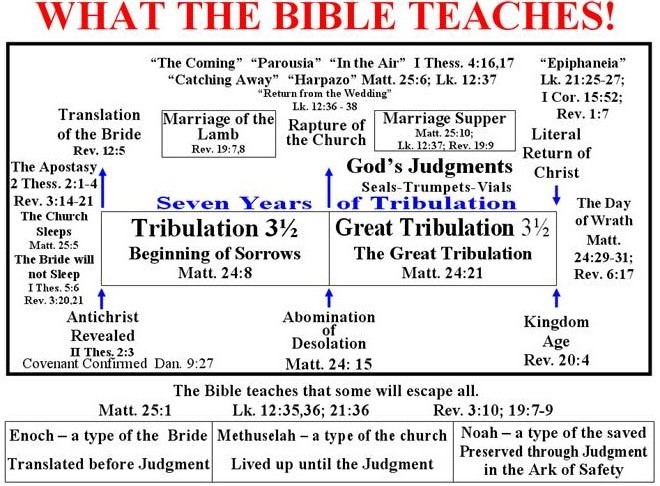 WHAT THE BIBLE TEACHES!
“The Coming” “Parousia” “In the Air” I Thess. 4:16,17
“Catching Away” “Harpazo” Matt. 25:6; Lk. 12:37
“Return from the Wedding”
Lk. 12:36 - 38
“Epiphaneia”
Lk. 21:25-27;
I Cor. 15:52;
Rev. 1:7
Translation
of the Bride
Rev. 12:5
Marriage of the
Lamb
Rev. 19:7,8
Rapture of
the Church
Marriage Supper
Matt. 25:10;
Lk. 12:37; Rev. 19:9
Literal
Return of
Christ
The Apostasy
2 Thess. 2:1-4
Rev. 3:14-21
The Church
Sleeps
Matt. 25:5
The Bride will
not Sleep
I Thes. 5:6
Rev. 3:20,21
God’s Judgments
Seals-Trumpets-Vials
Seven Years of Tribulation
Tribulation 3½
Beginning of Sorrows
Matt. 24:8
Great Tribulation 3½
The Great Tribulation
Matt. 24:21
The Day
of Wrath
Matt.
24:29-31;
Rev. 6:17
Antichrist
Revealed
II Thes. 2:3
Covenant Confirmed Dan. 9:27
Abomination
of
Desolation
Matt. 24: 15
Kingdom
Age
Rev. 20:4
The Bible teaches that some will escape all.
Matt. 25:1 Lk. 12:35,36; 21:36 Rev. 3:10; 19:7-9
Enoch – a type of the Bride
Translated before Judgment
Methuselah – a type of the church
Lived up until the Judgment
Noah – a type of the saved
Preserved through Judgment
in the Ark of Safety